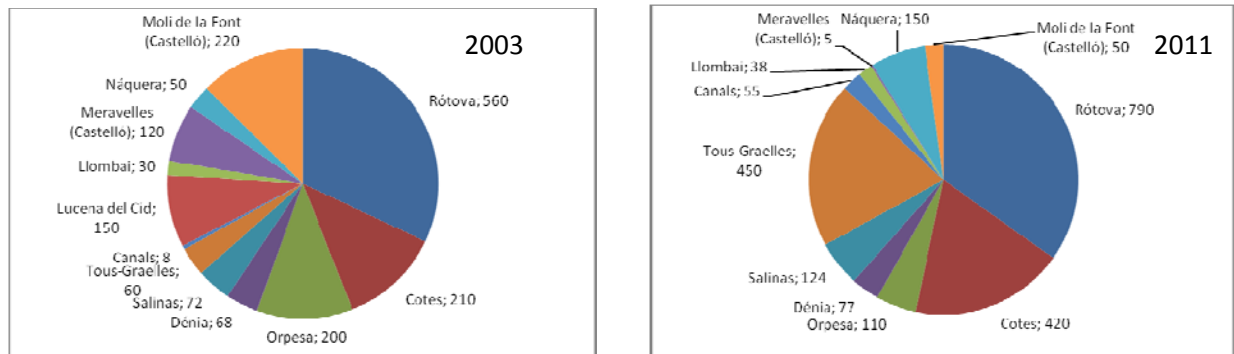 2003
Moli de la Font
(Castelló); 220
Náquera; 50
Meravelles
(Castelló); 120
Llombai; 30
Lucena del Cid;
150
Canals; 8
Tous-Graelles;
60
Salinas; 72
Dénia; 68
Orpesa; 200
Cotes; 210
Rótova; 560
2011
Meravelles
(Castelló); 5
Náquera; 150
Moli de la Font
(Castelló); 50
Llombai; 38
Canals; 55
Rótova; 790
Tous-Graelles;
450
Salinas; 124
Dénia; 77
Orpesa; 110
Cotes; 420